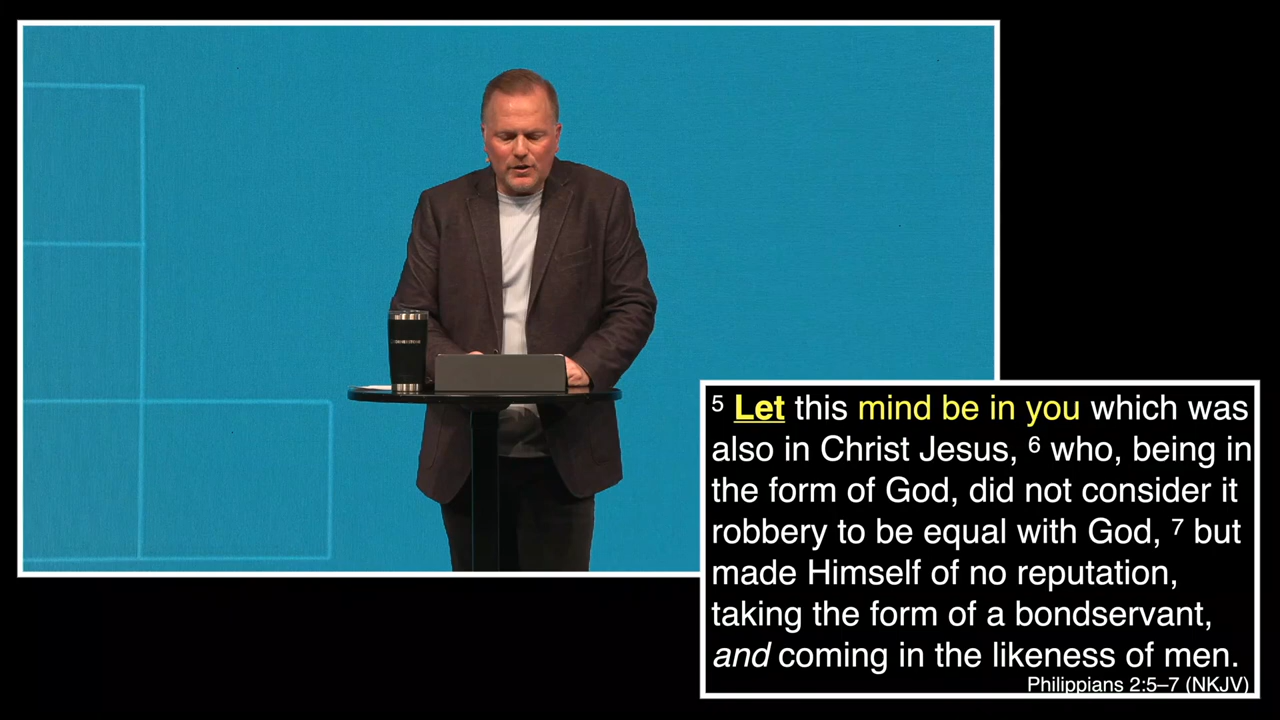 5 Let this mind be in you which was
also in Christ Jesus, 6 who, being in
the form of God, did not consider it
robbery to be equal with God, 7 but
made Himself of no reputation,
taking the form of a bondservant,
and coming in the likeness of men.
Philippians 2:5–7 (NKJV)